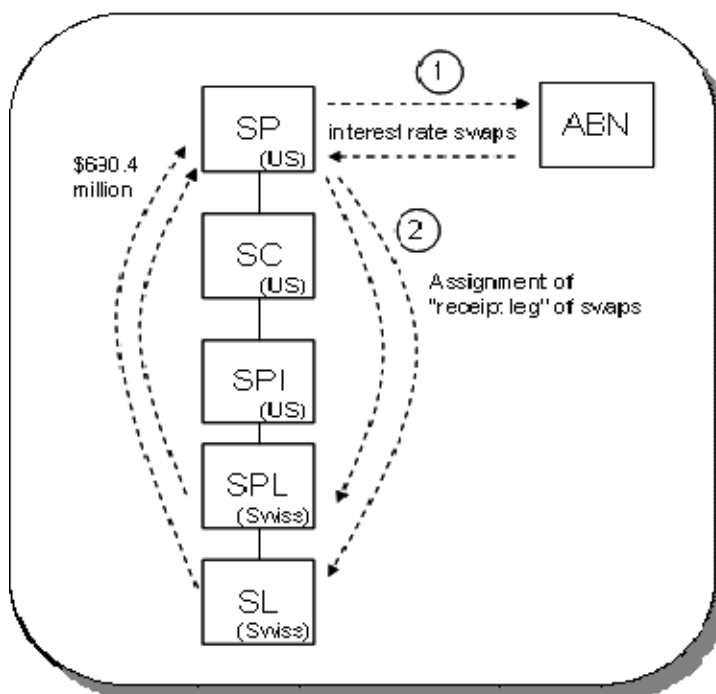 1
SP
(US)
interest rate swaps
ABN
$690.4
million
2
SC
(US)
Assignment of
"receipt leg" of swaps
SPI
(US)
SPL
(Swiss)
SL
(Swiss)